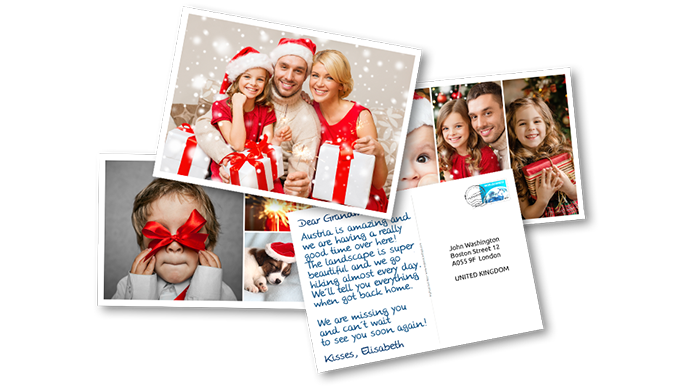 Dear
Austria is amazing and
we are having a really
good time over here!
The landscape is super
beautiful and we go
hiking almost every day.
We'll tell you everything
when got back home.
We are missing you
and can't wait
to see you soon again!
Kisses, Elisabeth
John Washington
Boston Street 12
A055 9F London
UNITED KINGDOM